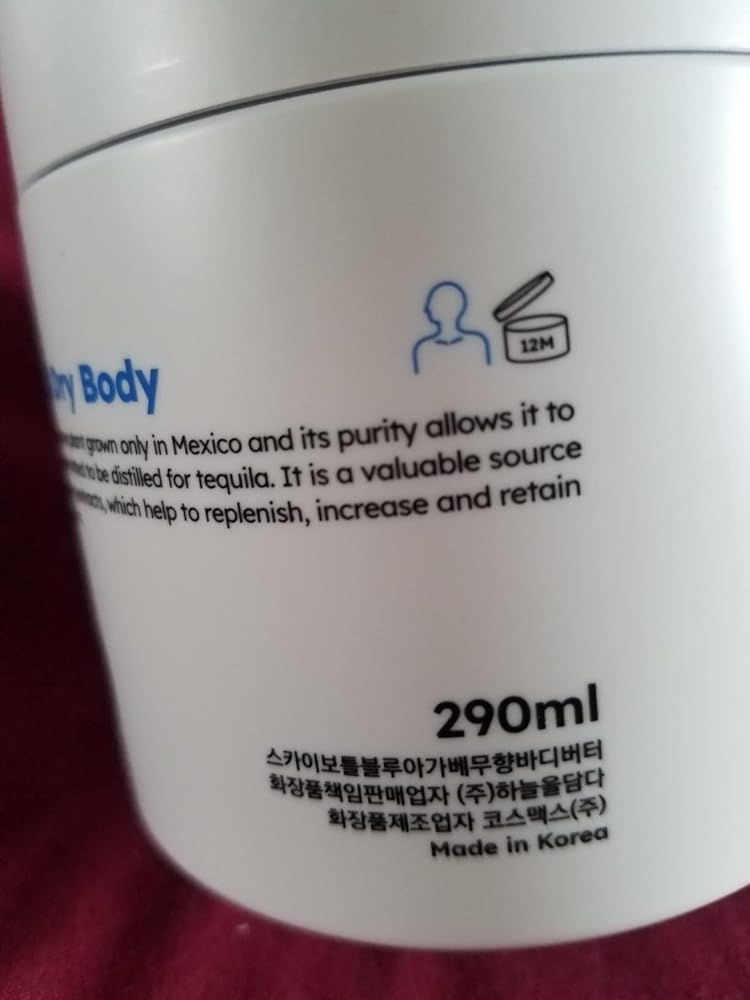 12M
Dry Body
grown only in Mexico and its purity allows it to
to be distilled for tequila. It is a valuable source
which help to replenish, increase and retain
290ml
스카이보틀블루아가베무향바디버터
화장품책임판매업자 (주)하늘을담다
화장품제조업자 코스맥스(주)
Made in Korea